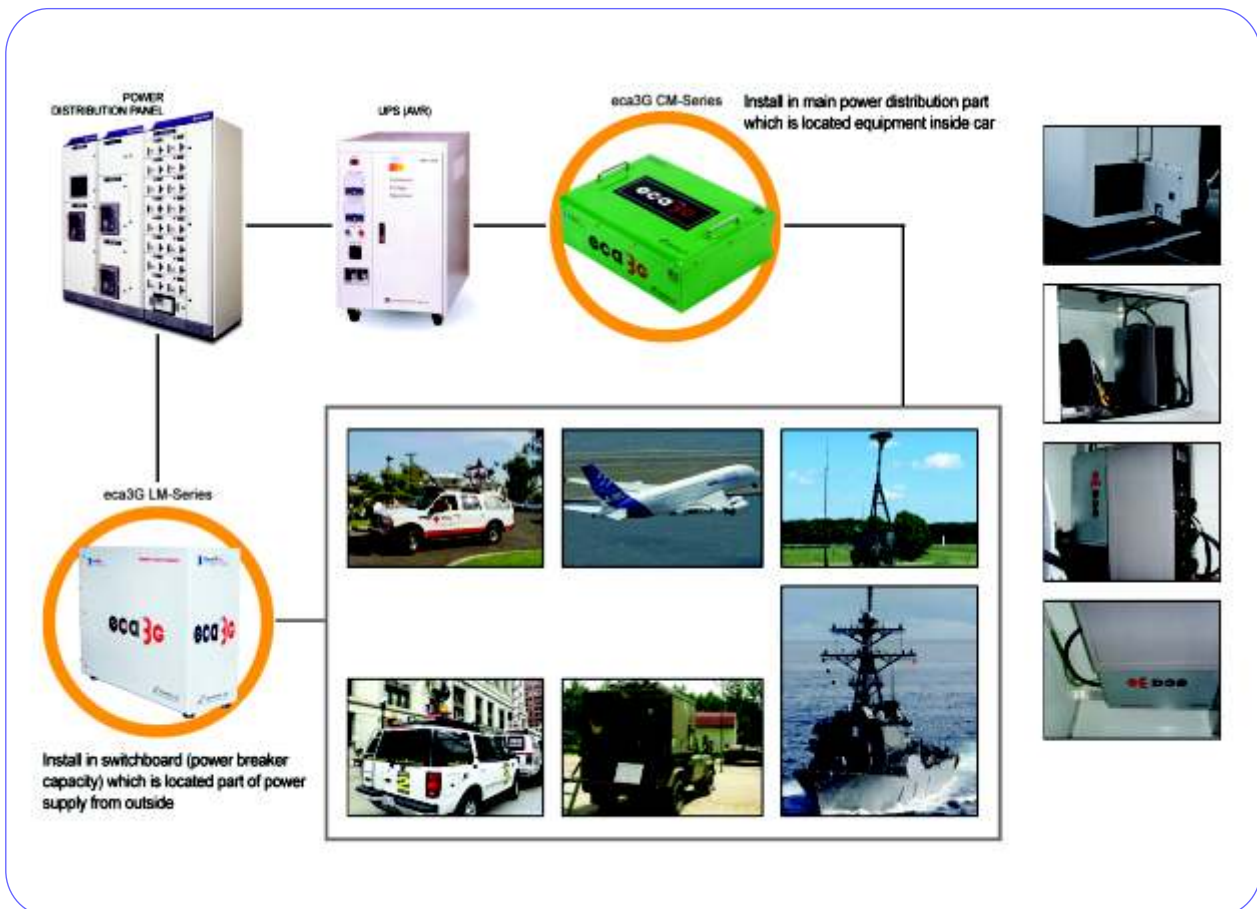 POWER
DISTRIBUTION PANEL
UPS (AVR)
eca3G CM-Series
Install in main power distribution part
which is located equipment inside car
eca3G
eca3G
eca3G LM-Series
eca3G
eca3G
Install in switchboard (power breaker
capacity) which is located part of power
supply from outside